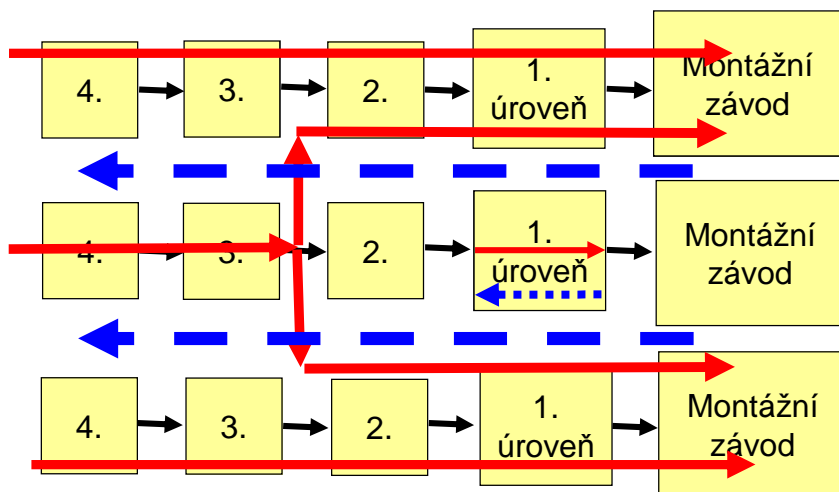 4.
3.
2.
1.
úroveň
Montážní
závod
4.
3.
2.
1.
úroveň
Montážní
závod
4.
3.
2.
1.
úroveň
Montážní
závod